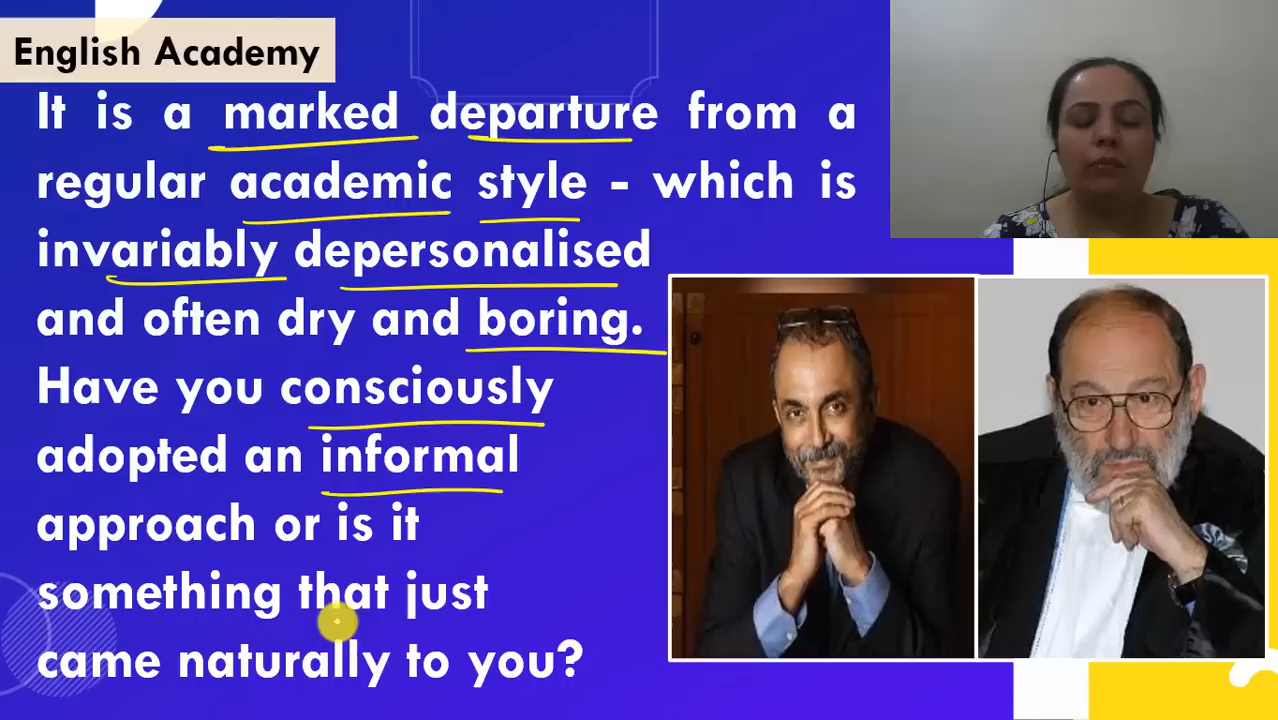 English Academy
It is a marked departure from a
regular academic style - which is
invariably depersonalised
and often dry and boring.
Have you consciously
adopted an informal
approach or is it
something that just
came naturally to you?